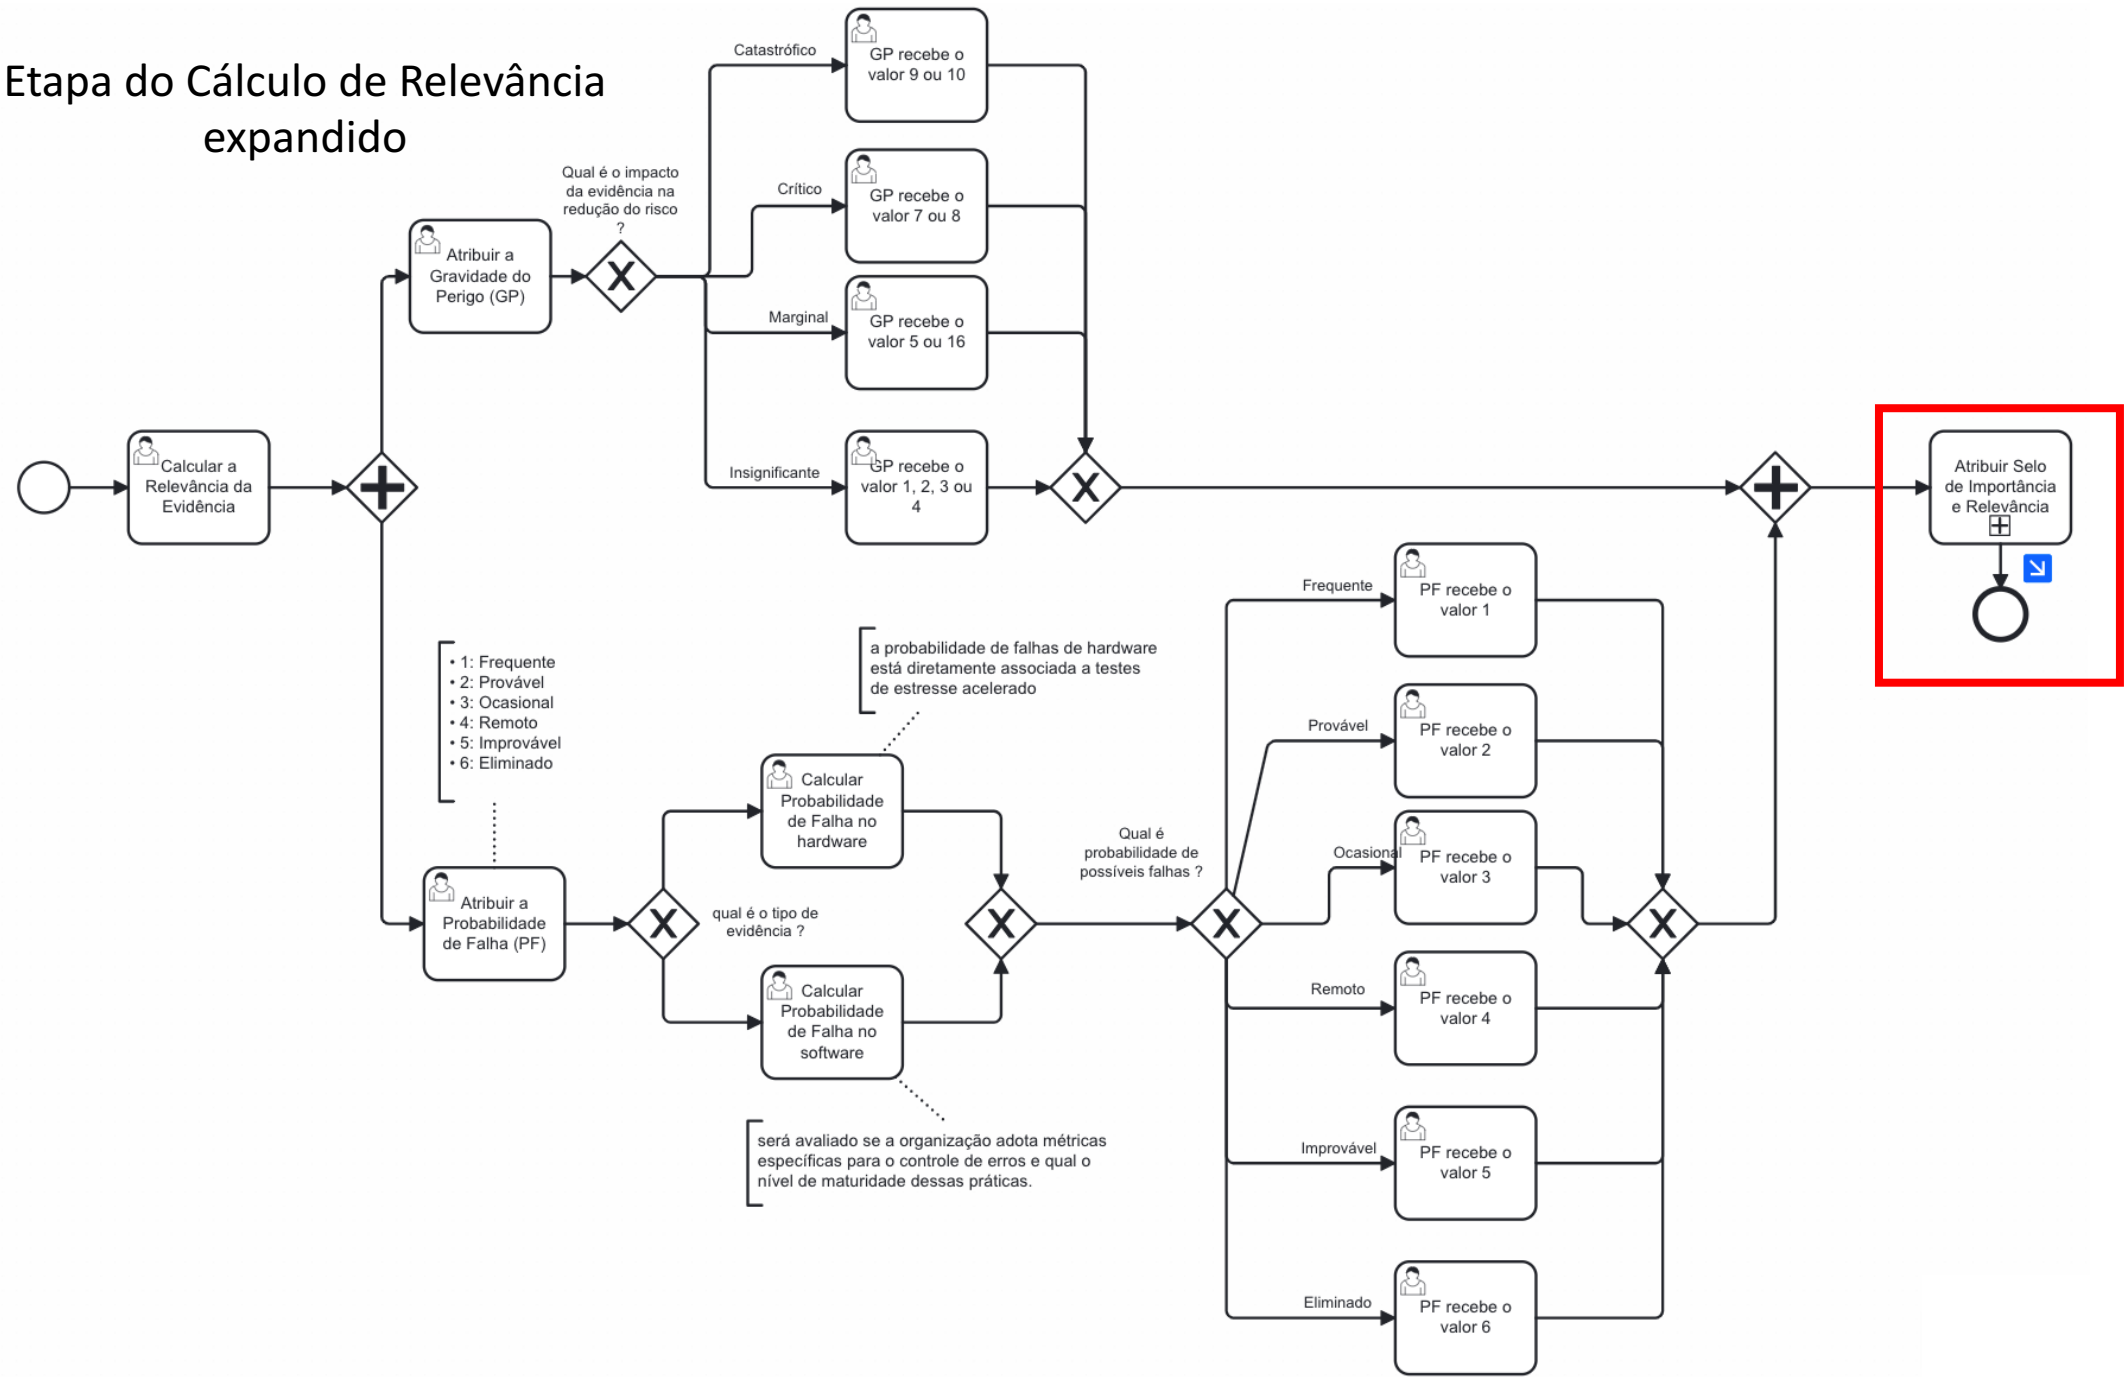 Etapa do Cálculo de Relevância
expandido
Catastrófico
GP recebe o
valor 9 ou 10
Qual é o impacto
da evidência na
redução do risco
?
Crítico
GP recebe o
valor 7 ou 8
Atribuir a
Gravidade do
Perigo (GP)
X
Marginal
GP recebe o
valor 5 ou 16
Calcular a
Relevância da
Evidência
Insignificante
GP recebe o
valor 1, 2, 3 ou
4
X
Atribuir Selo
de Importância
e Relevância
Frequente
PF recebe o
valor 1
• 1: Frequente
• 2: Provável
• 3: Ocasional
• 4: Remoto
• 5: Improvável
• 6: Eliminado
a probabilidade de falhas de hardware
está diretamente associada a testes
de estresse acelerado
Provável
PF recebe o
valor 2
Calcular
Probabilidade
de Falha no
hardware
Qual é
probabilidade de
possíveis falhas ?
Ocasional
PF recebe o
valor 3
Atribuir a
Probabilidade
de Falha (PF)
X
qual é o tipo de
evidência ?
X
X
X
Calcular
Probabilidade
de Falha no
software
Remoto
PF recebe o
valor 4
será avaliado se a organização adota métricas
específicas para o controle de erros e qual o
nível de maturidade dessas práticas.
Improvável
PF recebe o
valor 5
Eliminado
PF recebe o
valor 6